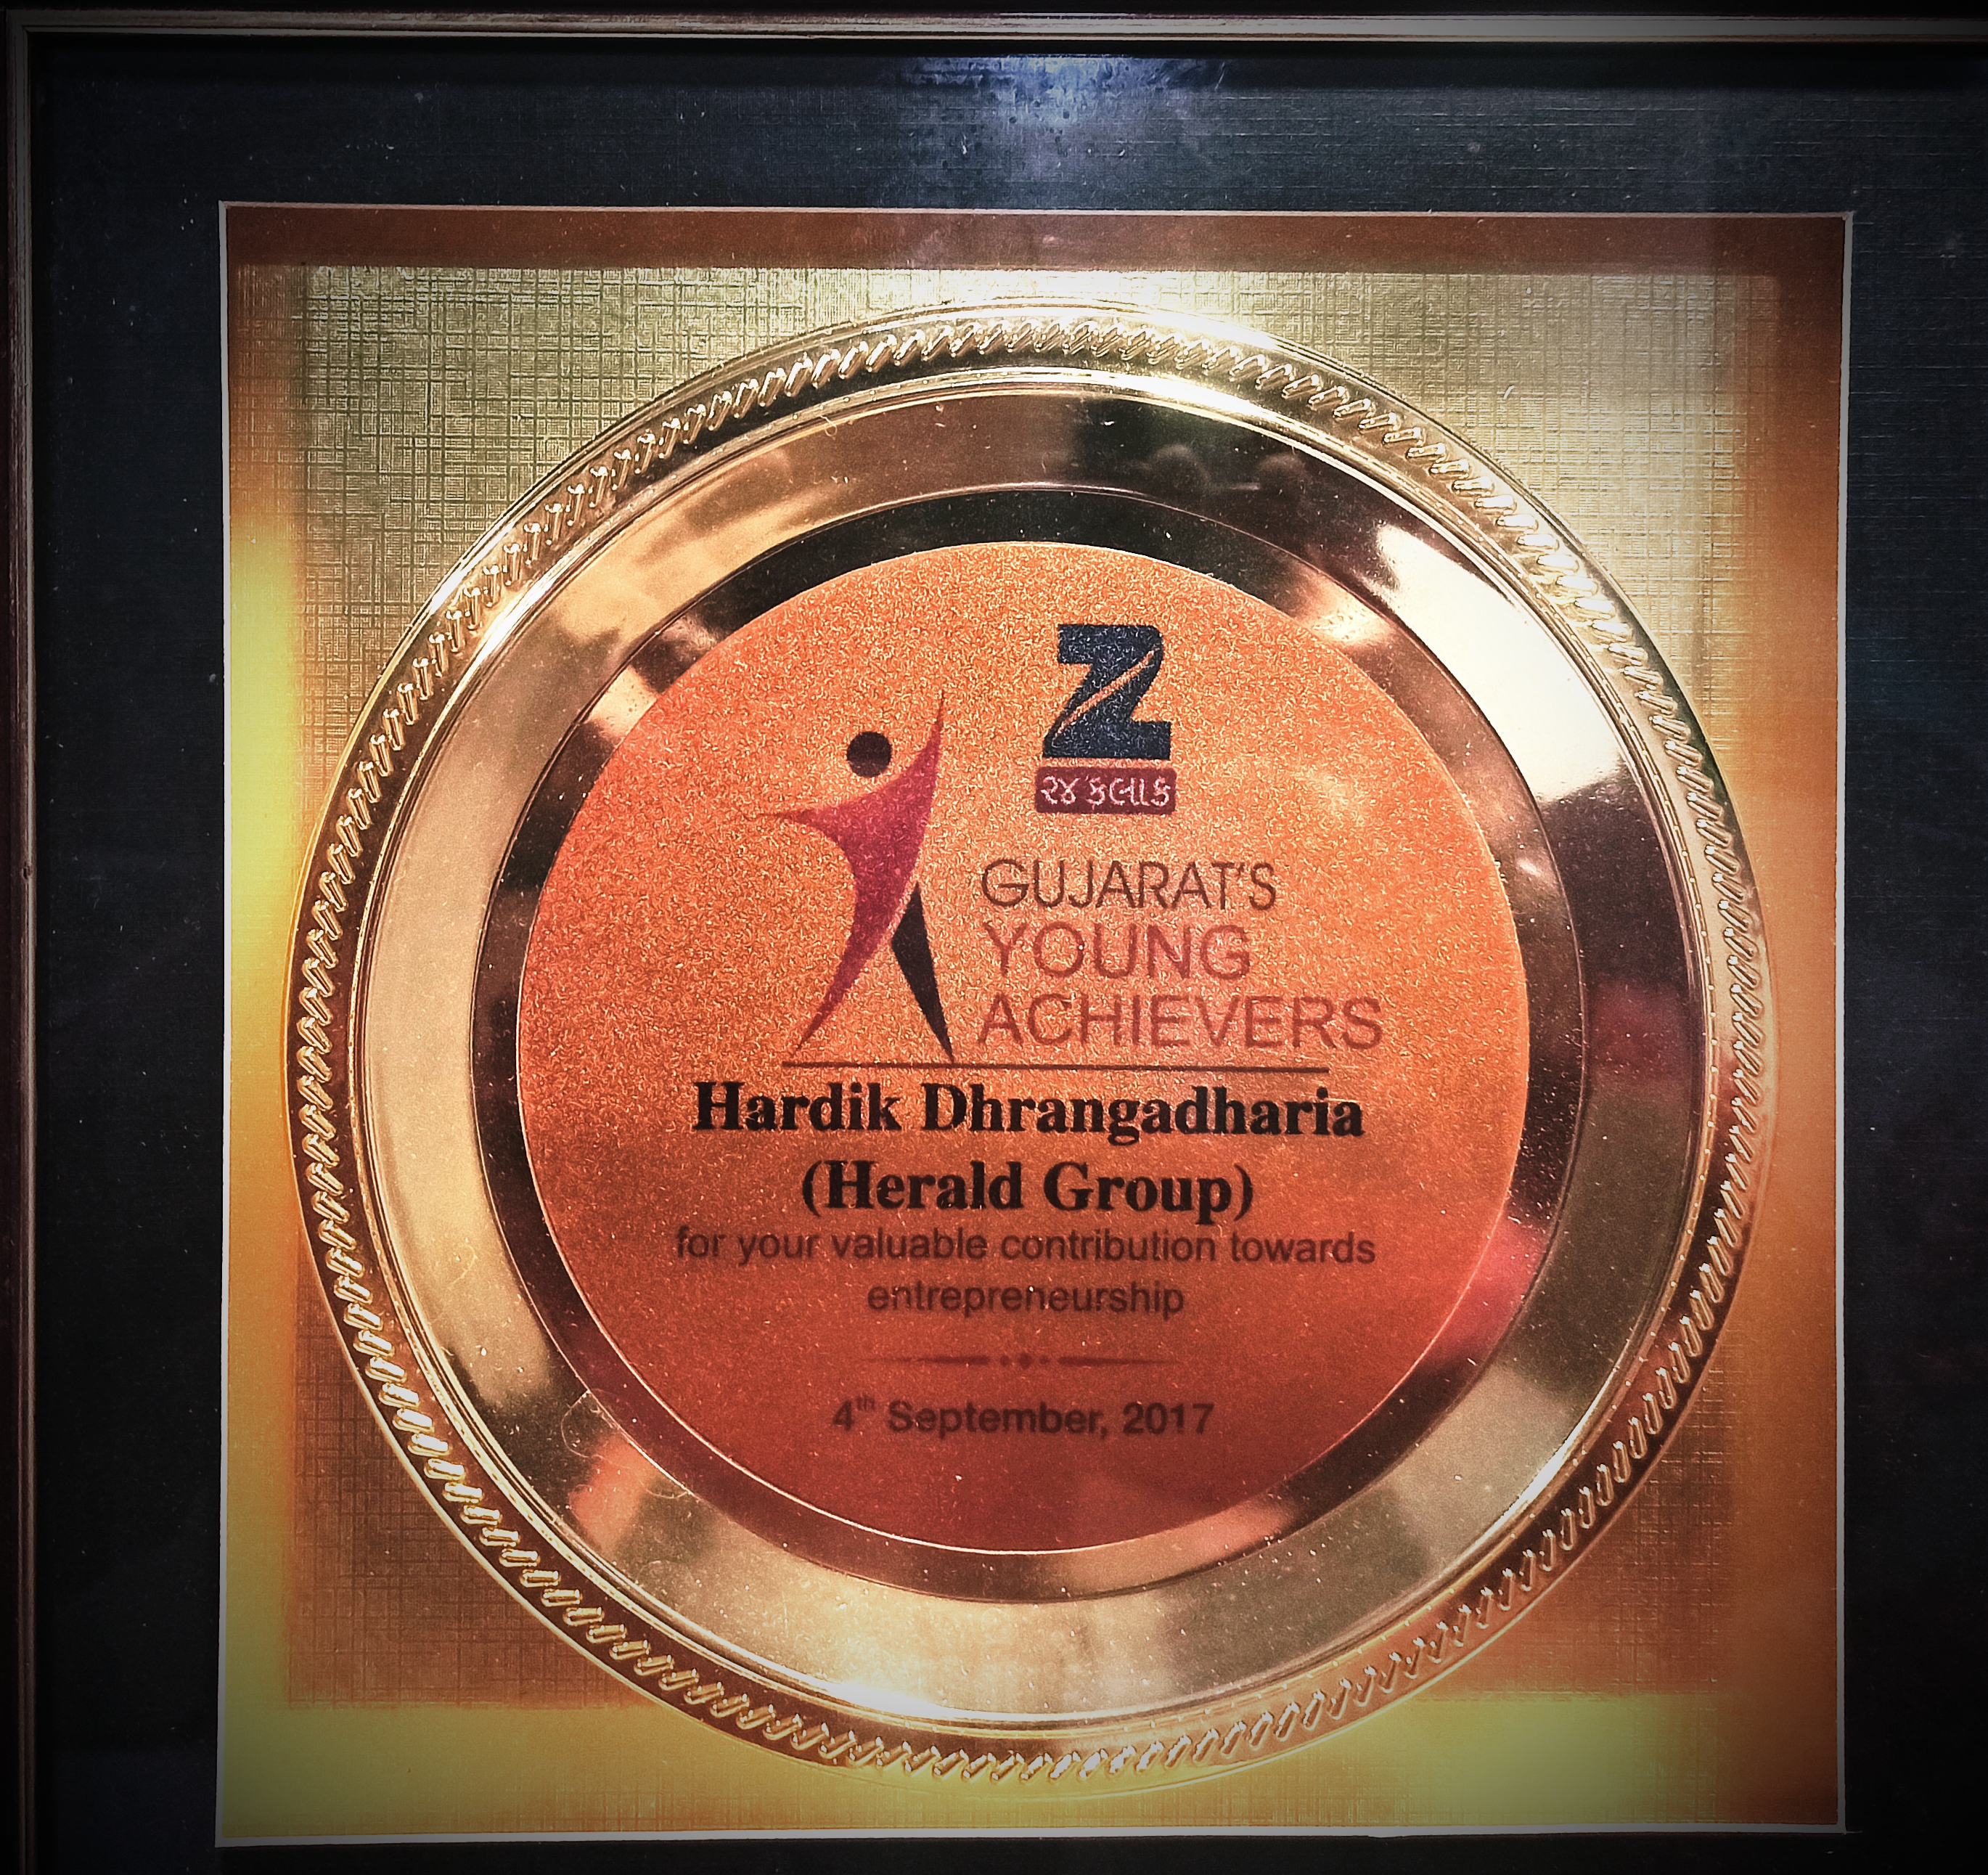 Z
૨૪ કલાક
GUJARAT'S
YOUNG
ACHIEVERS
Hardik Dhrangadharia
(Herald Group)
for your valuable contribution towards
entrepreneurship
4th September, 2017